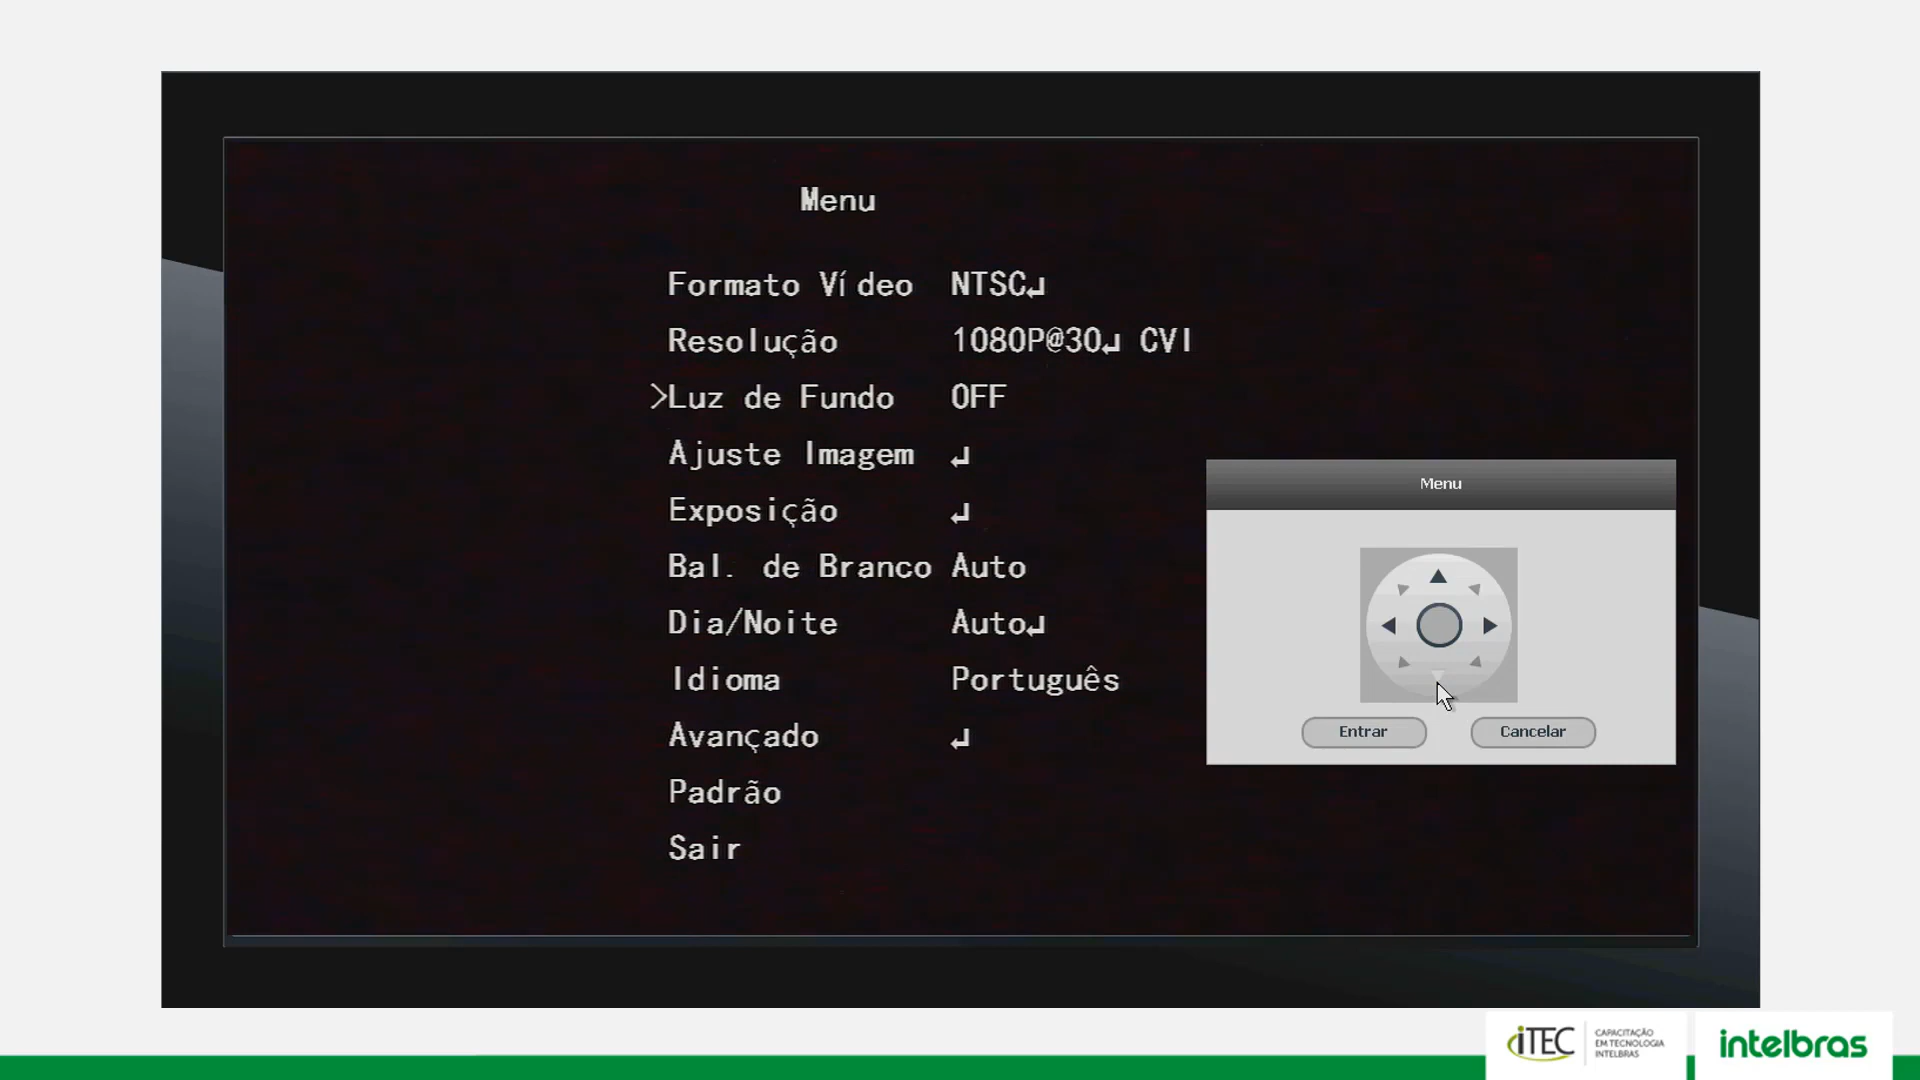 Menu
Formato Vídeo NTSC↵
Resolução 1080P@30↵ CVI
>Luz de Fundo OFF
Ajuste Imagem ↵
Exposição ↵
Bal. de Branco Auto
Dia/Noite Auto↵
Idioma Português
Avançado ↵
Padrão
Sair
Menu
Entrar Cancelar
iTEC
CAPACITAÇÃO
EM TECNOLOGIA
INTELBRAS
intelbras